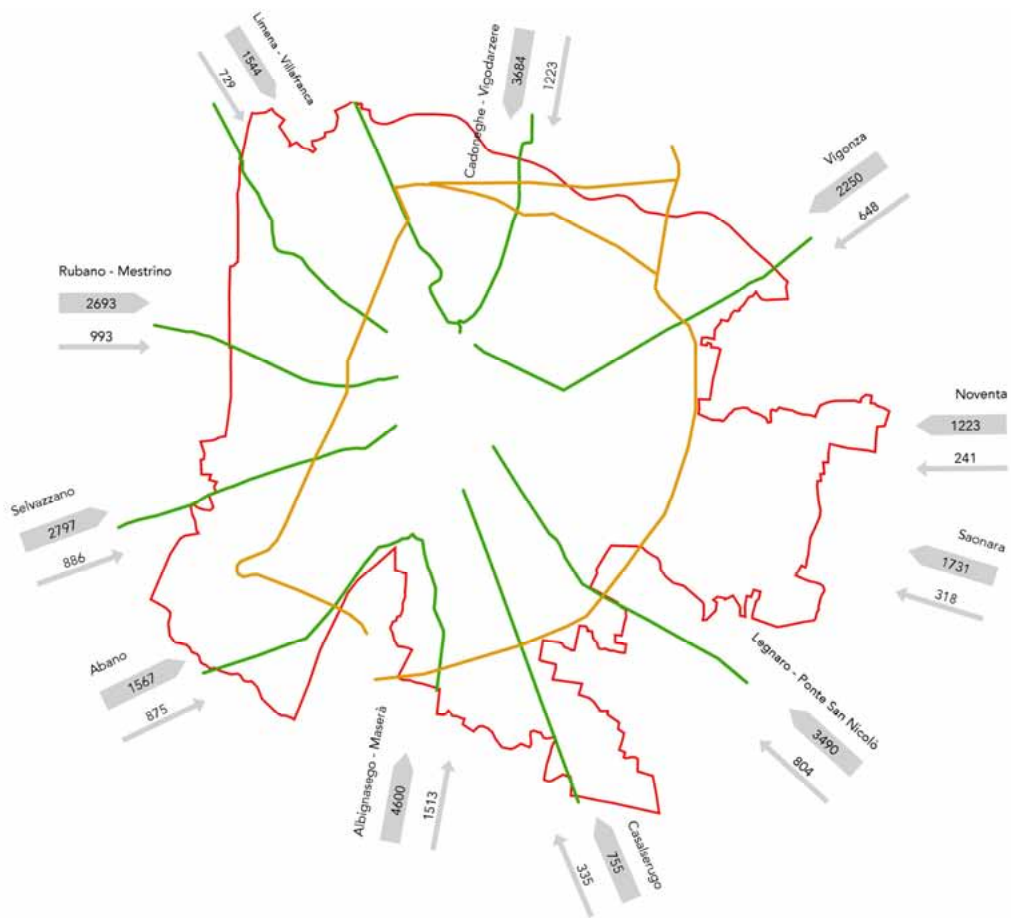 Limena - Villafranca
1544
729
Cadoneghe - Vigodarzere
3684
1223
Vigonza
2250
648
Rubano - Mestrino
2693
993
Noventa
1223
241
Selvazzano
2797
886
Saonara
1731
318
Abano
1567
875
Legnaro - Ponte San Nicolò
3490
804
Albignasego - Maserà
4600
1513
Casalserugo
755
335